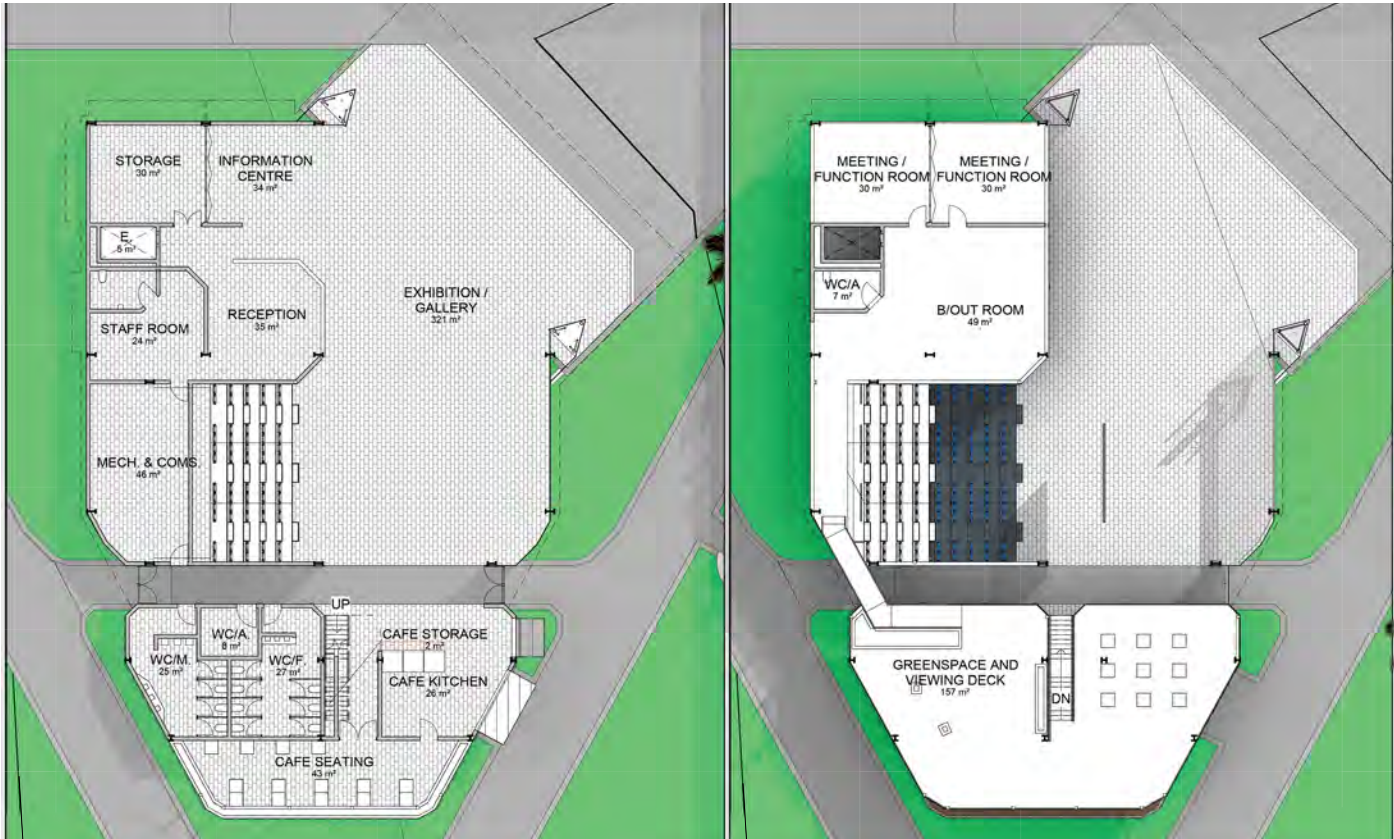 STORAGE
30 m²
INFORMATION
CENTRE
34 m²
E.
5 m²
STAFF ROOM
24 m²
RECEPTION
35 m²
EXHIBITION /
GALLERY
321 m²
MECH. & COMS.
46 m²
UP
WC/M.
25 m²
WC/A.
8 m²
WC/F.
27 m²
CAFE STORAGE
2 m²
CAFE KITCHEN
26 m²
CAFE SEATING
43 m²
MEETING /
FUNCTION ROOM
30 m²
MEETING /
FUNCTION ROOM
30 m²
WC/A
7 m²
B/OUT ROOM
49 m²
GREENSPACE AND
VIEWING DECK
157 m²
DN